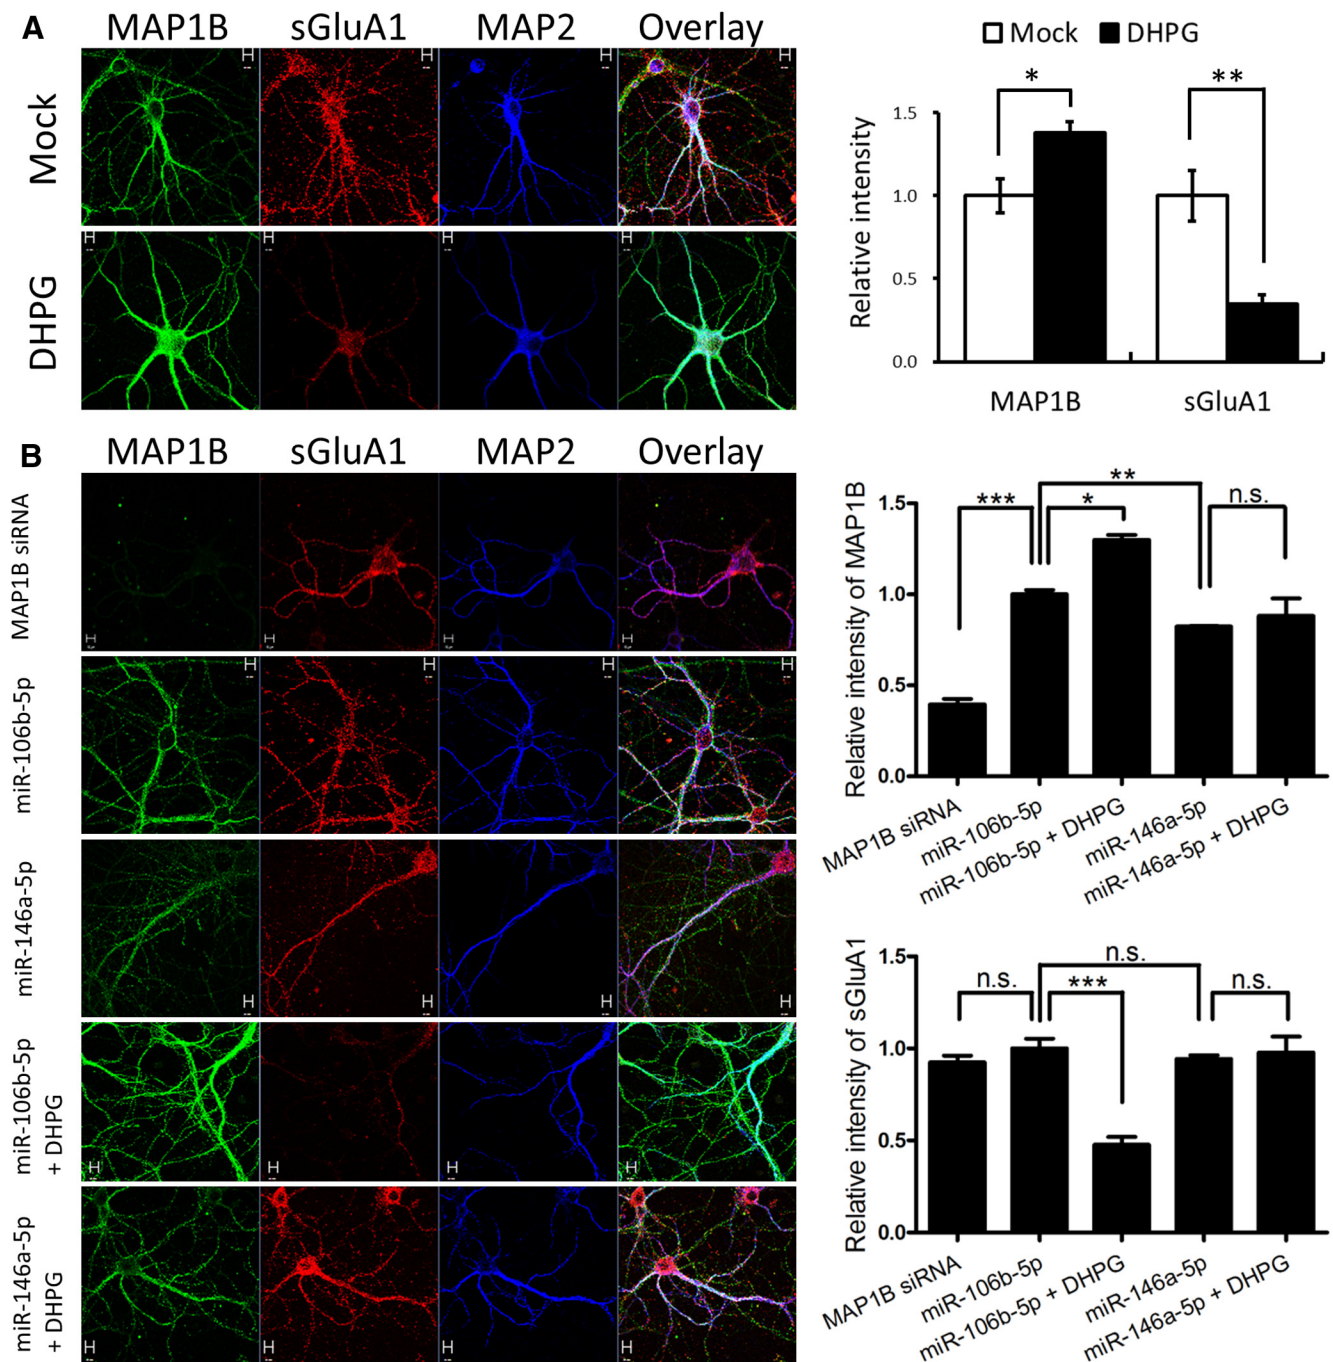 A
MAP1B sGluA1 MAP2 Overlay
Mock
DHPG
Mock DHPG
* **
Relative intensity
1.5
1.0
0.5
0.0
MAP1B sGluA1
B
MAP1B sGluA1 MAP2 Overlay
MAP1B siRNA
miR-106b-5p
miR-146a-5p
miR-106b-5p
+ DHPG
miR-146a-5p
+ DHPG
Relative intensity of MAP1B
1.5
1.0
0.5
0.0
**
*** * n.s.
MAP1B siRNA
miR-106b-5p
miR-106b-5p + DHPG
miR-146a-5p
miR-146a-5p + DHPG
Relative intensity of sGluA1
1.5
1.0
0.5
0.0
n.s.
n.s. *** n.s.
MAP1B siRNA
miR-106b-5p
miR-106b-5p + DHPG
miR-146a-5p
miR-146a-5p + DHPG